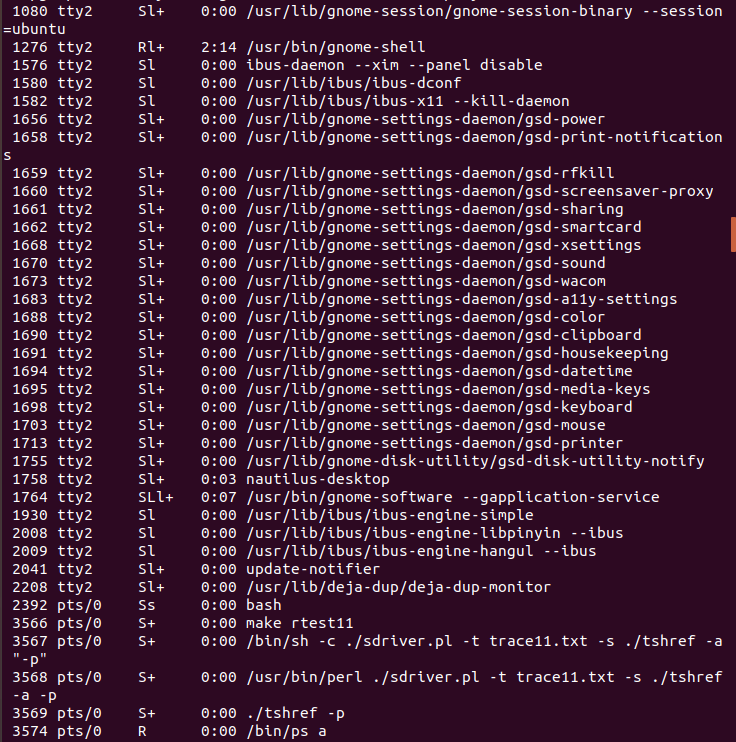 1080 tty2     Sl+    0:00 /usr/lib/gnome-session/gnome-session-binary --session
=ubuntu
1276 tty2     Rl+    2:14 /usr/bin/gnome-shell
1576 tty2     Sl     0:00 ibus-daemon --xim --panel disable
1580 tty2     Sl     0:00 /usr/lib/ibus/ibus-dconf
1582 tty2     Sl     0:00 /usr/lib/ibus/ibus-x11 --kill-daemon
1656 tty2     Sl+    0:00 /usr/lib/gnome-settings-daemon/gsd-power
1658 tty2     Sl+    0:00 /usr/lib/gnome-settings-daemon/gsd-print-notification
s
1659 tty2     Sl+    0:00 /usr/lib/gnome-settings-daemon/gsd-rfkill
1660 tty2     Sl+    0:00 /usr/lib/gnome-settings-daemon/gsd-screensaver-proxy
1661 tty2     Sl+    0:00 /usr/lib/gnome-settings-daemon/gsd-sharing
1662 tty2     Sl+    0:00 /usr/lib/gnome-settings-daemon/gsd-smartcard
1668 tty2     Sl+    0:00 /usr/lib/gnome-settings-daemon/gsd-xsettings
1670 tty2     Sl+    0:00 /usr/lib/gnome-settings-daemon/gsd-sound
1673 tty2     Sl+    0:00 /usr/lib/gnome-settings-daemon/gsd-wacom
1683 tty2     Sl+    0:00 /usr/lib/gnome-settings-daemon/gsd-a11y-settings
1688 tty2     Sl+    0:00 /usr/lib/gnome-settings-daemon/gsd-color
1690 tty2     Sl+    0:00 /usr/lib/gnome-settings-daemon/gsd-clipboard
1691 tty2     Sl+    0:00 /usr/lib/gnome-settings-daemon/gsd-housekeeping
1694 tty2     Sl+    0:00 /usr/lib/gnome-settings-daemon/gsd-datetime
1695 tty2     Sl+    0:00 /usr/lib/gnome-settings-daemon/gsd-media-keys
1698 tty2     Sl+    0:00 /usr/lib/gnome-settings-daemon/gsd-keyboard
1703 tty2     Sl+    0:00 /usr/lib/gnome-settings-daemon/gsd-mouse
1713 tty2     Sl+    0:00 /usr/lib/gnome-settings-daemon/gsd-printer
1755 tty2     Sl+    0:00 /usr/lib/gnome-disk-utility/gsd-disk-utility-notify
1758 tty2     Sl+    0:03 nautilus-desktop
1764 tty2     SLl+   0:07 /usr/bin/gnome-software --gapplication-service
1930 tty2     Sl     0:00 /usr/lib/ibus/ibus-engine-simple
2008 tty2     Sl     0:00 /usr/lib/ibus/ibus-engine-libpinyin --ibus
2009 tty2     Sl     0:00 /usr/lib/ibus/ibus-engine-hangul --ibus
2041 tty2     Sl+    0:00 update-notifier
2208 tty2     Sl+    0:00 /usr/lib/deja-dup/deja-dup-monitor
2392 pts/0    Ss     0:00 bash
3566 pts/0    S+     0:00 make rtest11
3567 pts/0    S+     0:00 /bin/sh -c ./sdriver.pl -t trace11.txt -s ./tshref -a
"-p"
3568 pts/0    S+     0:00 /usr/bin/perl ./sdriver.pl -t trace11.txt -s ./tshref
-a -p
3569 pts/0    S+     0:00 ./tshref -p
3574 pts/0    R      0:00 /bin/ps a